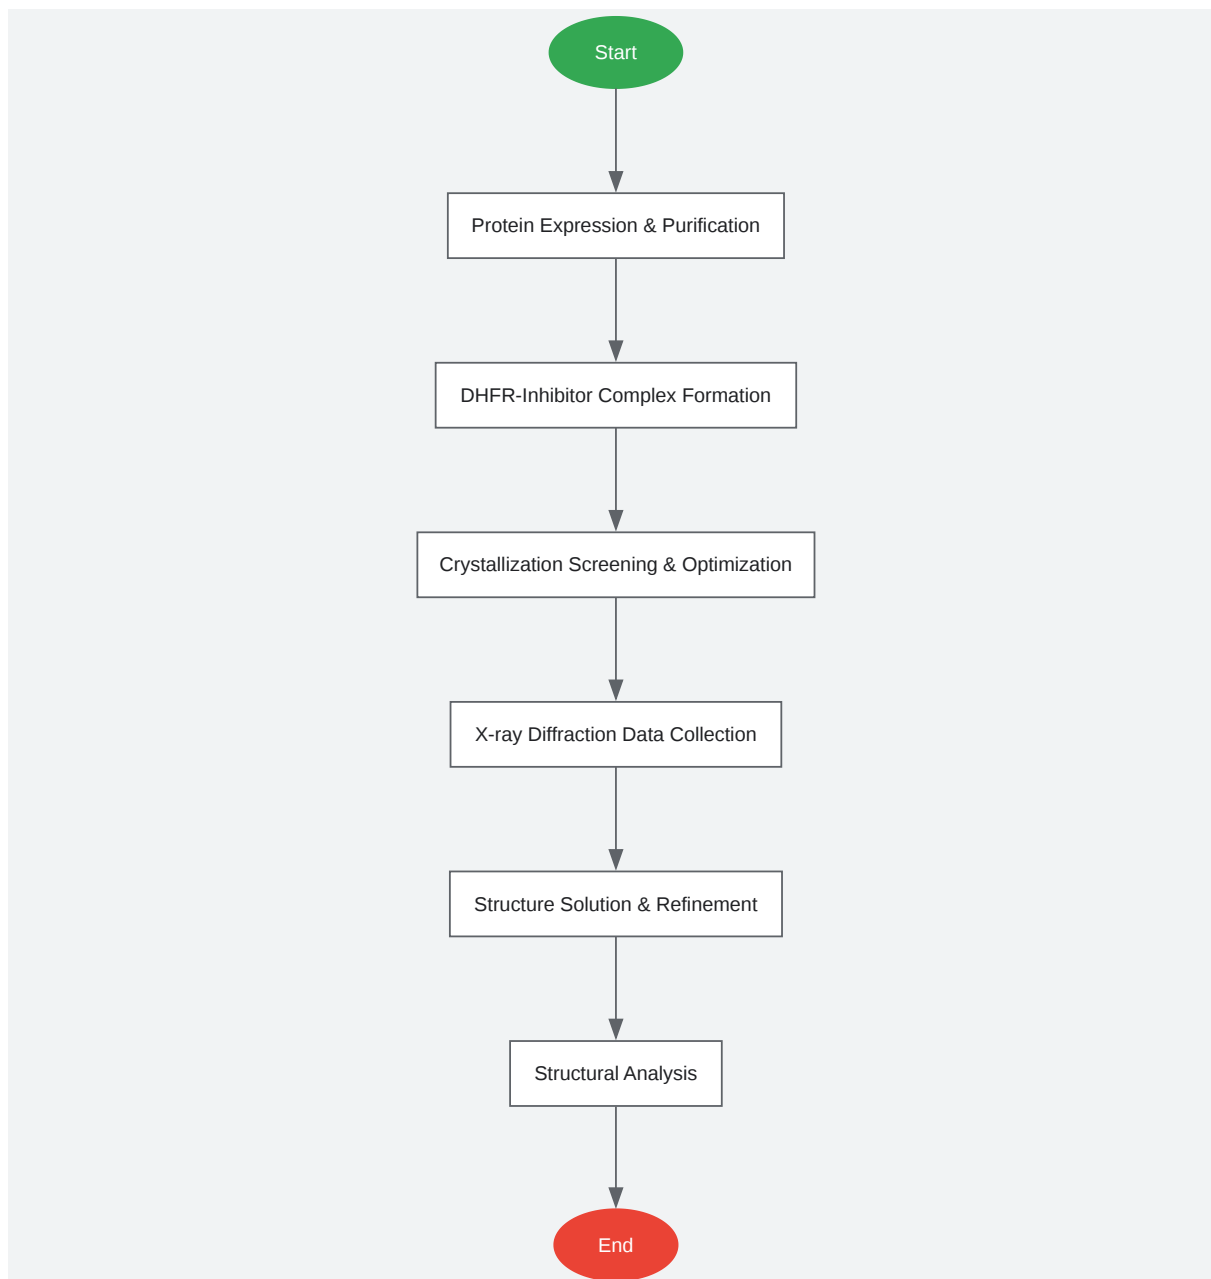 Start
Protein Expression & Purification
DHFR-Inhibitor Complex Formation
Crystallization Screening & Optimization
X-ray Diffraction Data Collection
Structure Solution & Refinement
Structural Analysis
End